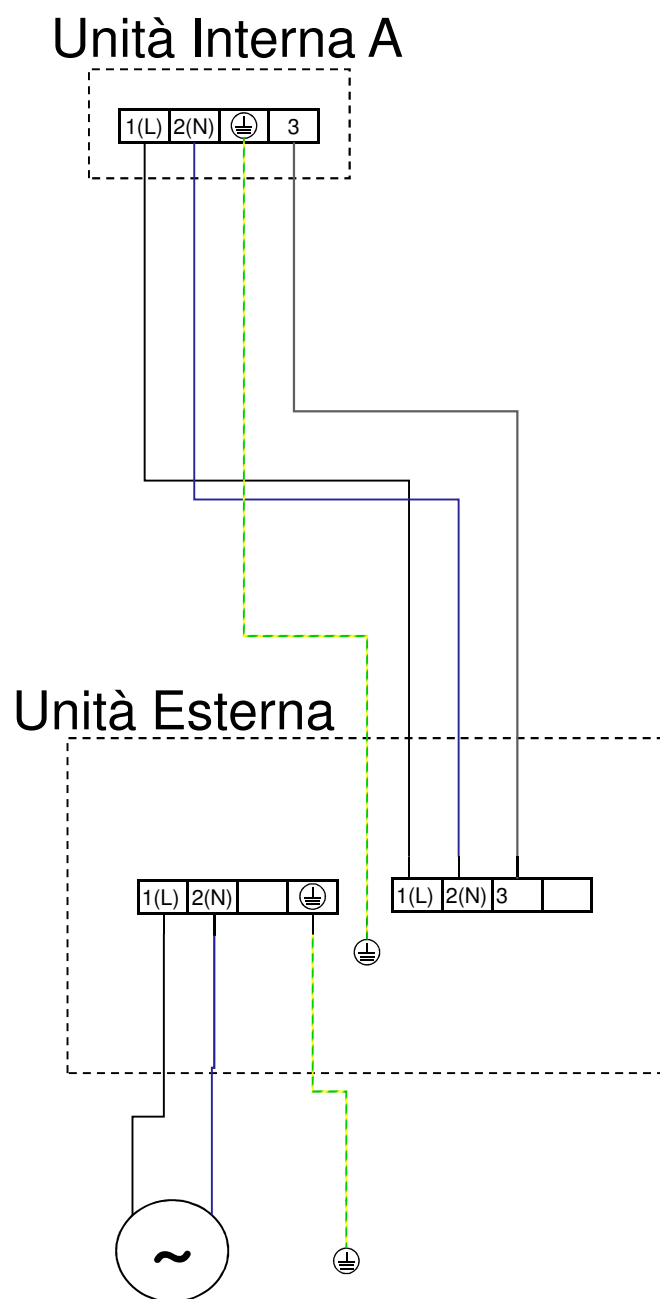 Unità Interna A
1(L) 2(N) 3
Unità Esterna
1(L) 2(N)
1(L) 2(N) 3
~